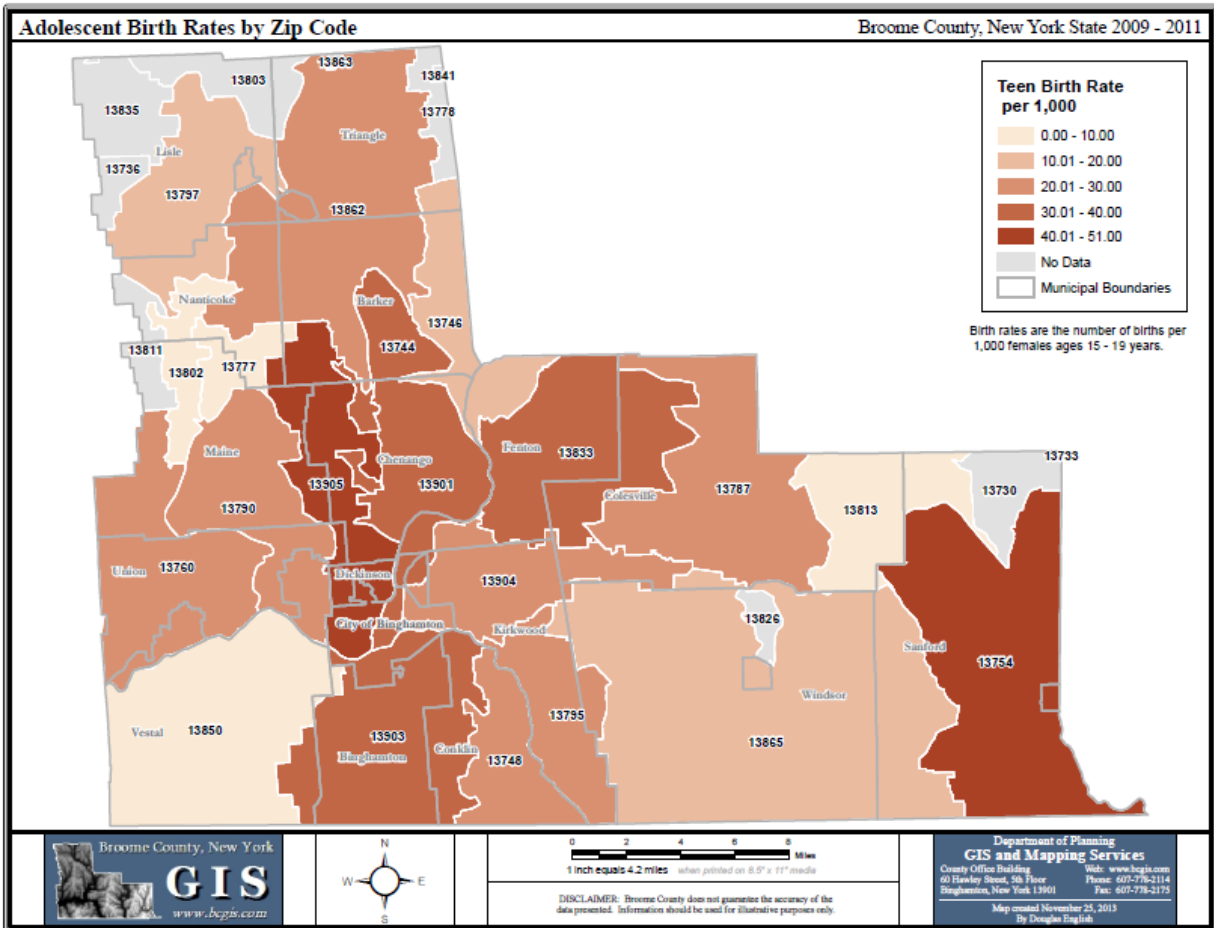 Adolescent Birth Rates by Zip Code
Broome County, New York State 2009 - 2011
13863
13803
13841
13835
13778
Triangle
Lisle
13736
13797
13862
Nanticoke
Barker
13746
13744
13811
13802
13777
Maine
Chenango
Fenton
13833
13905
13901
13790
Colesville
13787
13813
13733
13730
Union
13760
Dickinson
13904
City of Binghamton
Kirkwood
13826
Sanford
13754
Vestal
13850
13903
Binghamton
Conklin
13748
13795
Windsor
13865
Teen Birth Rate
per 1,000
0.00 - 10.00
10.01 - 20.00
20.01 - 30.00
30.01 - 40.00
40.01 - 51.00
No Data
Municipal Boundaries
Birth rates are the number of births per
1,000 females ages 15 - 19 years.
Broome County, New York
GIS
www.bcgis.com
N
W
E
S
0 2 4 6 8
Miles
1 inch equals 4.2 miles when printed on 8.5" x 11" media
DISCLAIMER: Broome County does not guarantee the accuracy of the
data presented. Information should be used for illustrative purposes only.
Department of Planning
GIS and Mapping Services
County Office Building Web: www.bcgis.com
60 Hawley Street, 5th Floor Phone: 607-778-2114
Binghamton, New York 13901 Fax: 607-778-2175
Map created November 25, 2013
By Douglas English